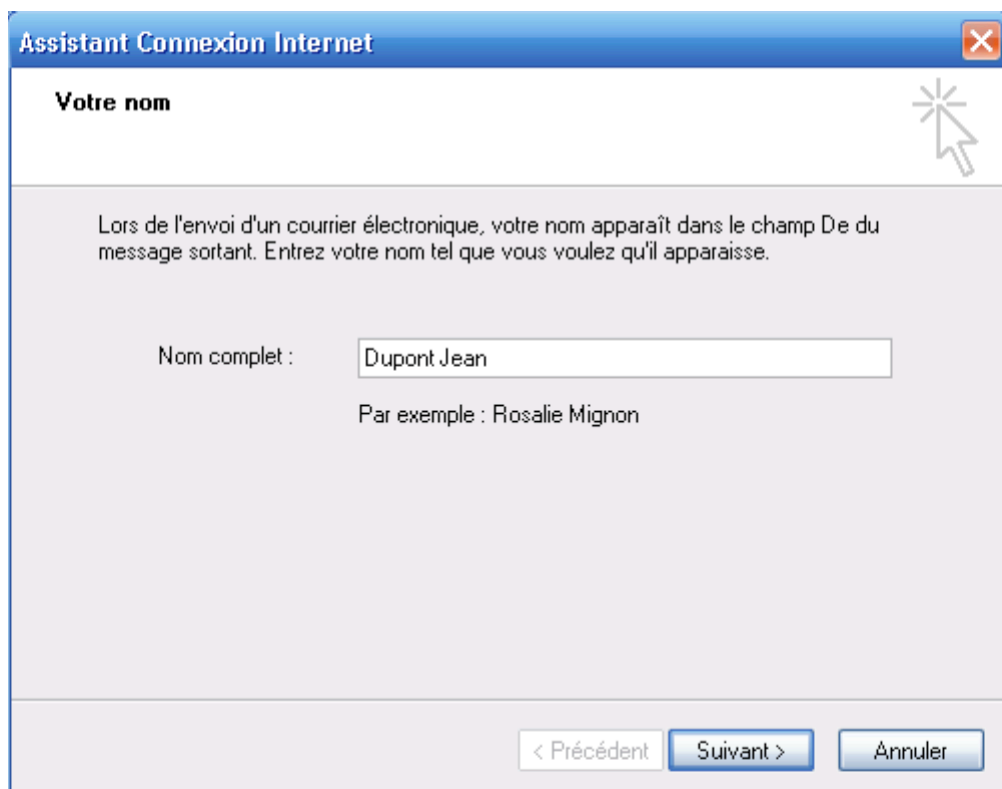 Assistant Connexion Internet
Votre nom
Lors de l'envoi d'un courrier électronique, votre nom apparaît dans le champ De du
message sortant. Entrez votre nom tel que vous voulez qu'il apparaisse.
Nom complet : Dupont Jean
Par exemple : Rosalie Mignon
< Précédent Suivant > Annuler